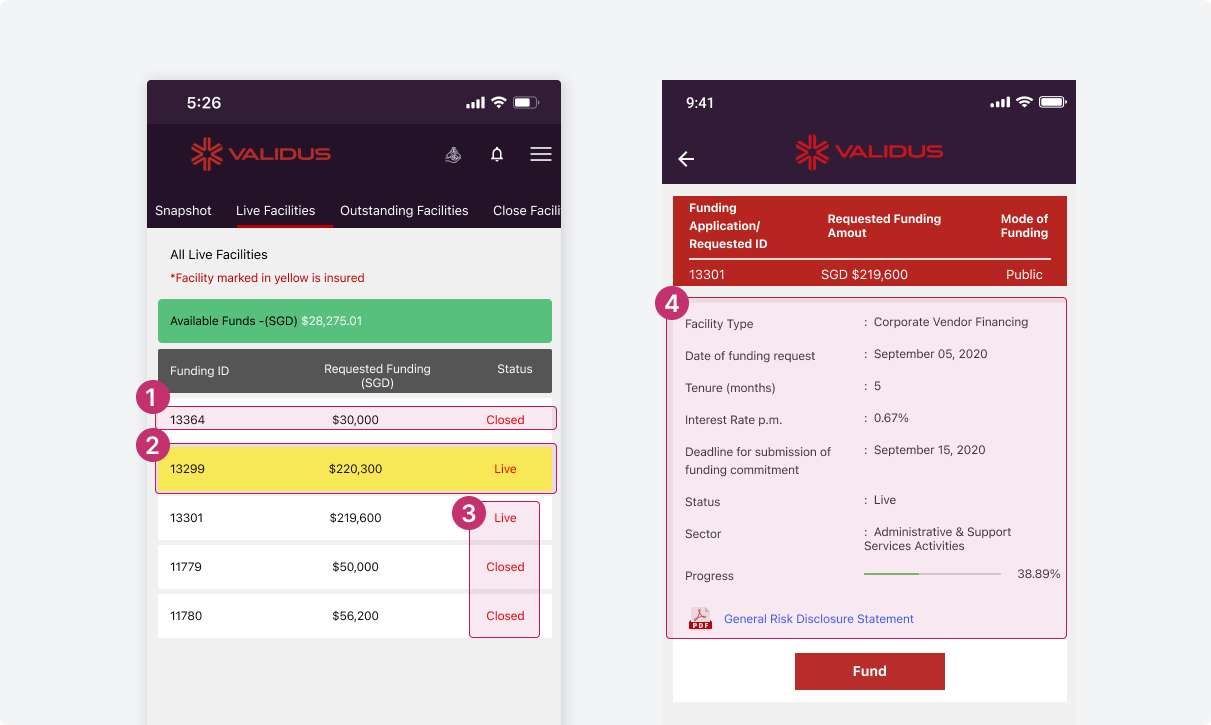 5:26
VALIDUS
Snapshot Live Facilities Outstanding Facilities Close Facili
All Live Facilities
*Facility marked in yellow is insured
Available Funds -(SGD) $28,275.01
Funding ID Requested Funding (SGD) Status
1
13364 $30,000 Closed
2
13299 $220,300 Live
3
13301 $219,600 Live
11779 $50,000 Closed
11780 $56,200 Closed
9:41
VALIDUS
Funding Application/ Requested ID Requested Funding Amout Mode of Funding
13301 SGD $219,600 Public
4
Facility Type : Corporate Vendor Financing
Date of funding request : September 05, 2020
Tenure (months) : 5
Interest Rate p.m. : 0.67%
Deadline for submission of : September 15, 2020
funding commitment
Status : Live
Sector : Administrative & Support
Services Activities
Progress 38.89%
PDF General Risk Disclosure Statement
Fund